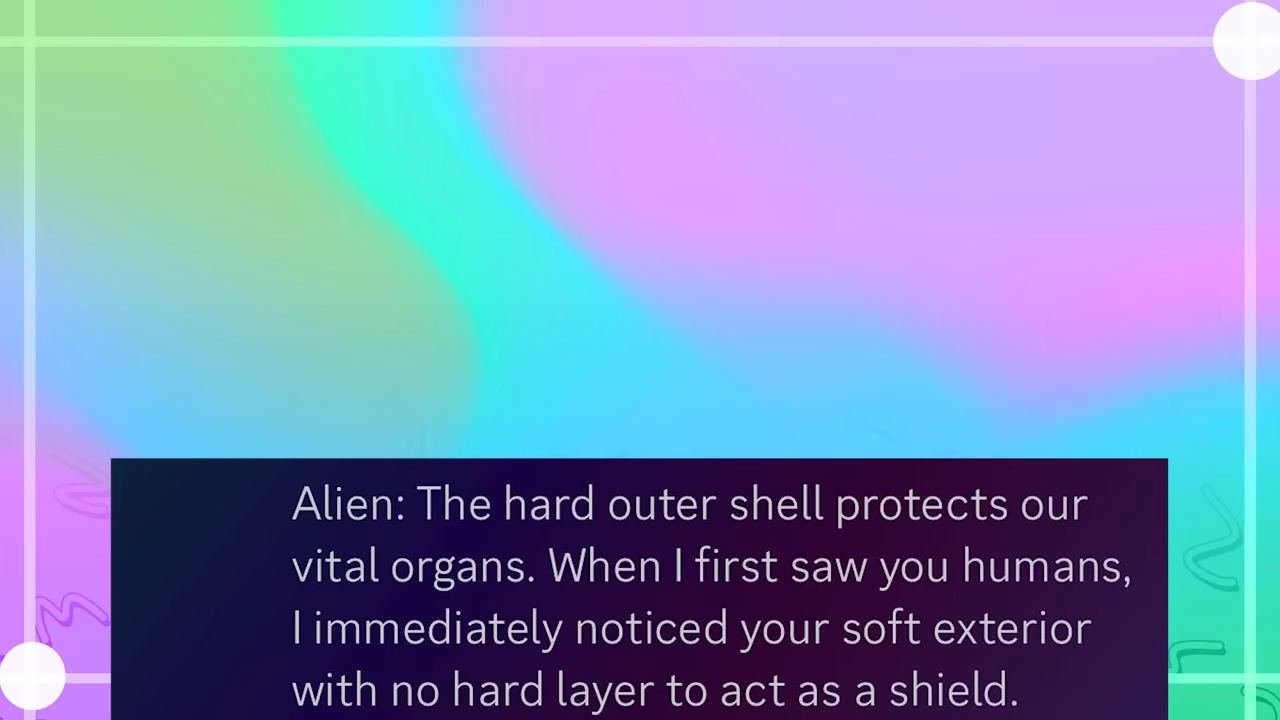 Alien: The hard outer shell protects our
vital organs. When I first saw you humans,
I immediately noticed your soft exterior
with no hard layer to act as a shield.